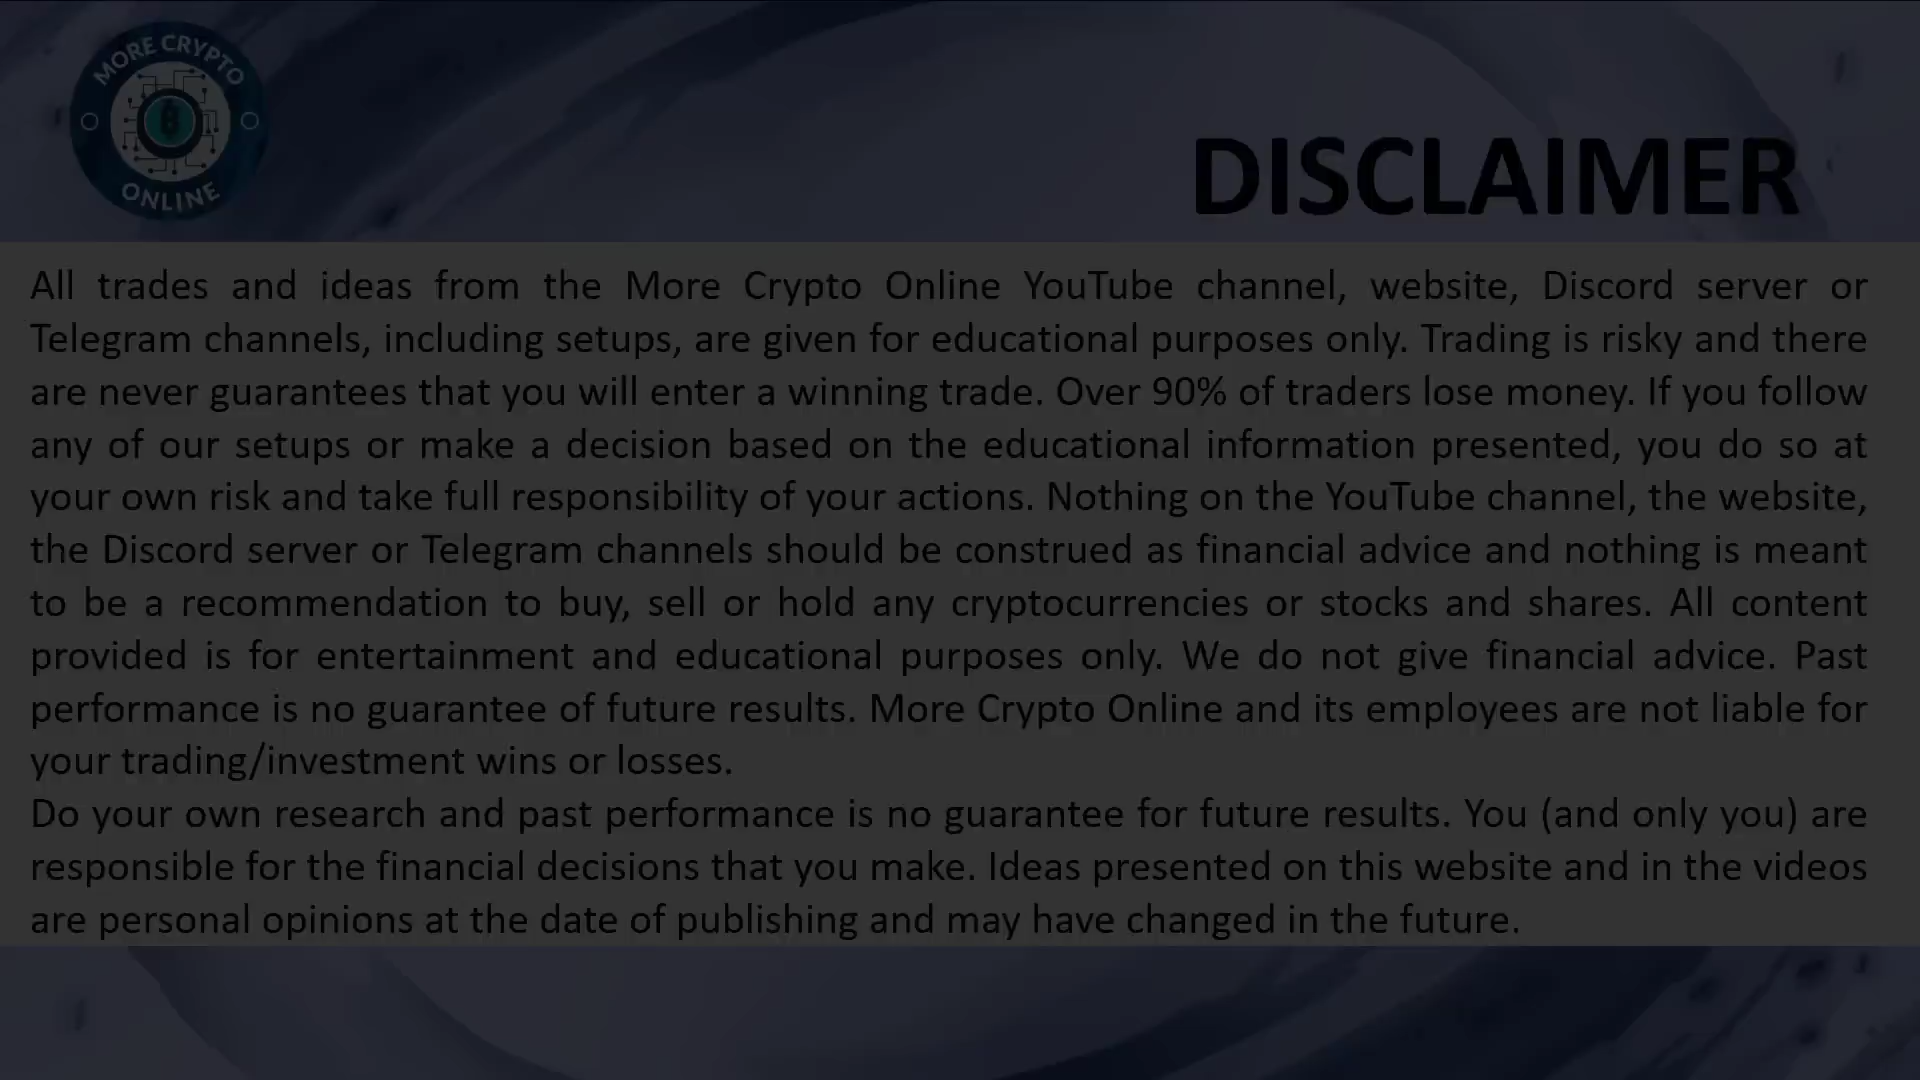 MORE CRYPTO
ONLINE
DISCLAIMER
All trades and ideas from the More Crypto Online YouTube channel, website, Discord server or
Telegram channels, including setups, are given for educational purposes only. Trading is risky and there
are never guarantees that you will enter a winning trade. Over 90% of traders lose money. If you follow
any of our setups or make a decision based on the educational information presented, you do so at
your own risk and take full responsibility of your actions. Nothing on the YouTube channel, the website,
the Discord server or Telegram channels should be construed as financial advice and nothing is meant
to be a recommendation to buy, sell or hold any cryptocurrencies or stocks and shares. All content
provided is for entertainment and educational purposes only. We do not give financial advice. Past
performance is no guarantee of future results. More Crypto Online and its employees are not liable for
your trading/investment wins or losses.
Do your own research and past performance is no guarantee for future results. You (and only you) are
responsible for the financial decisions that you make. Ideas presented on this website and in the videos
are personal opinions at the date of publishing and may have changed in the future.